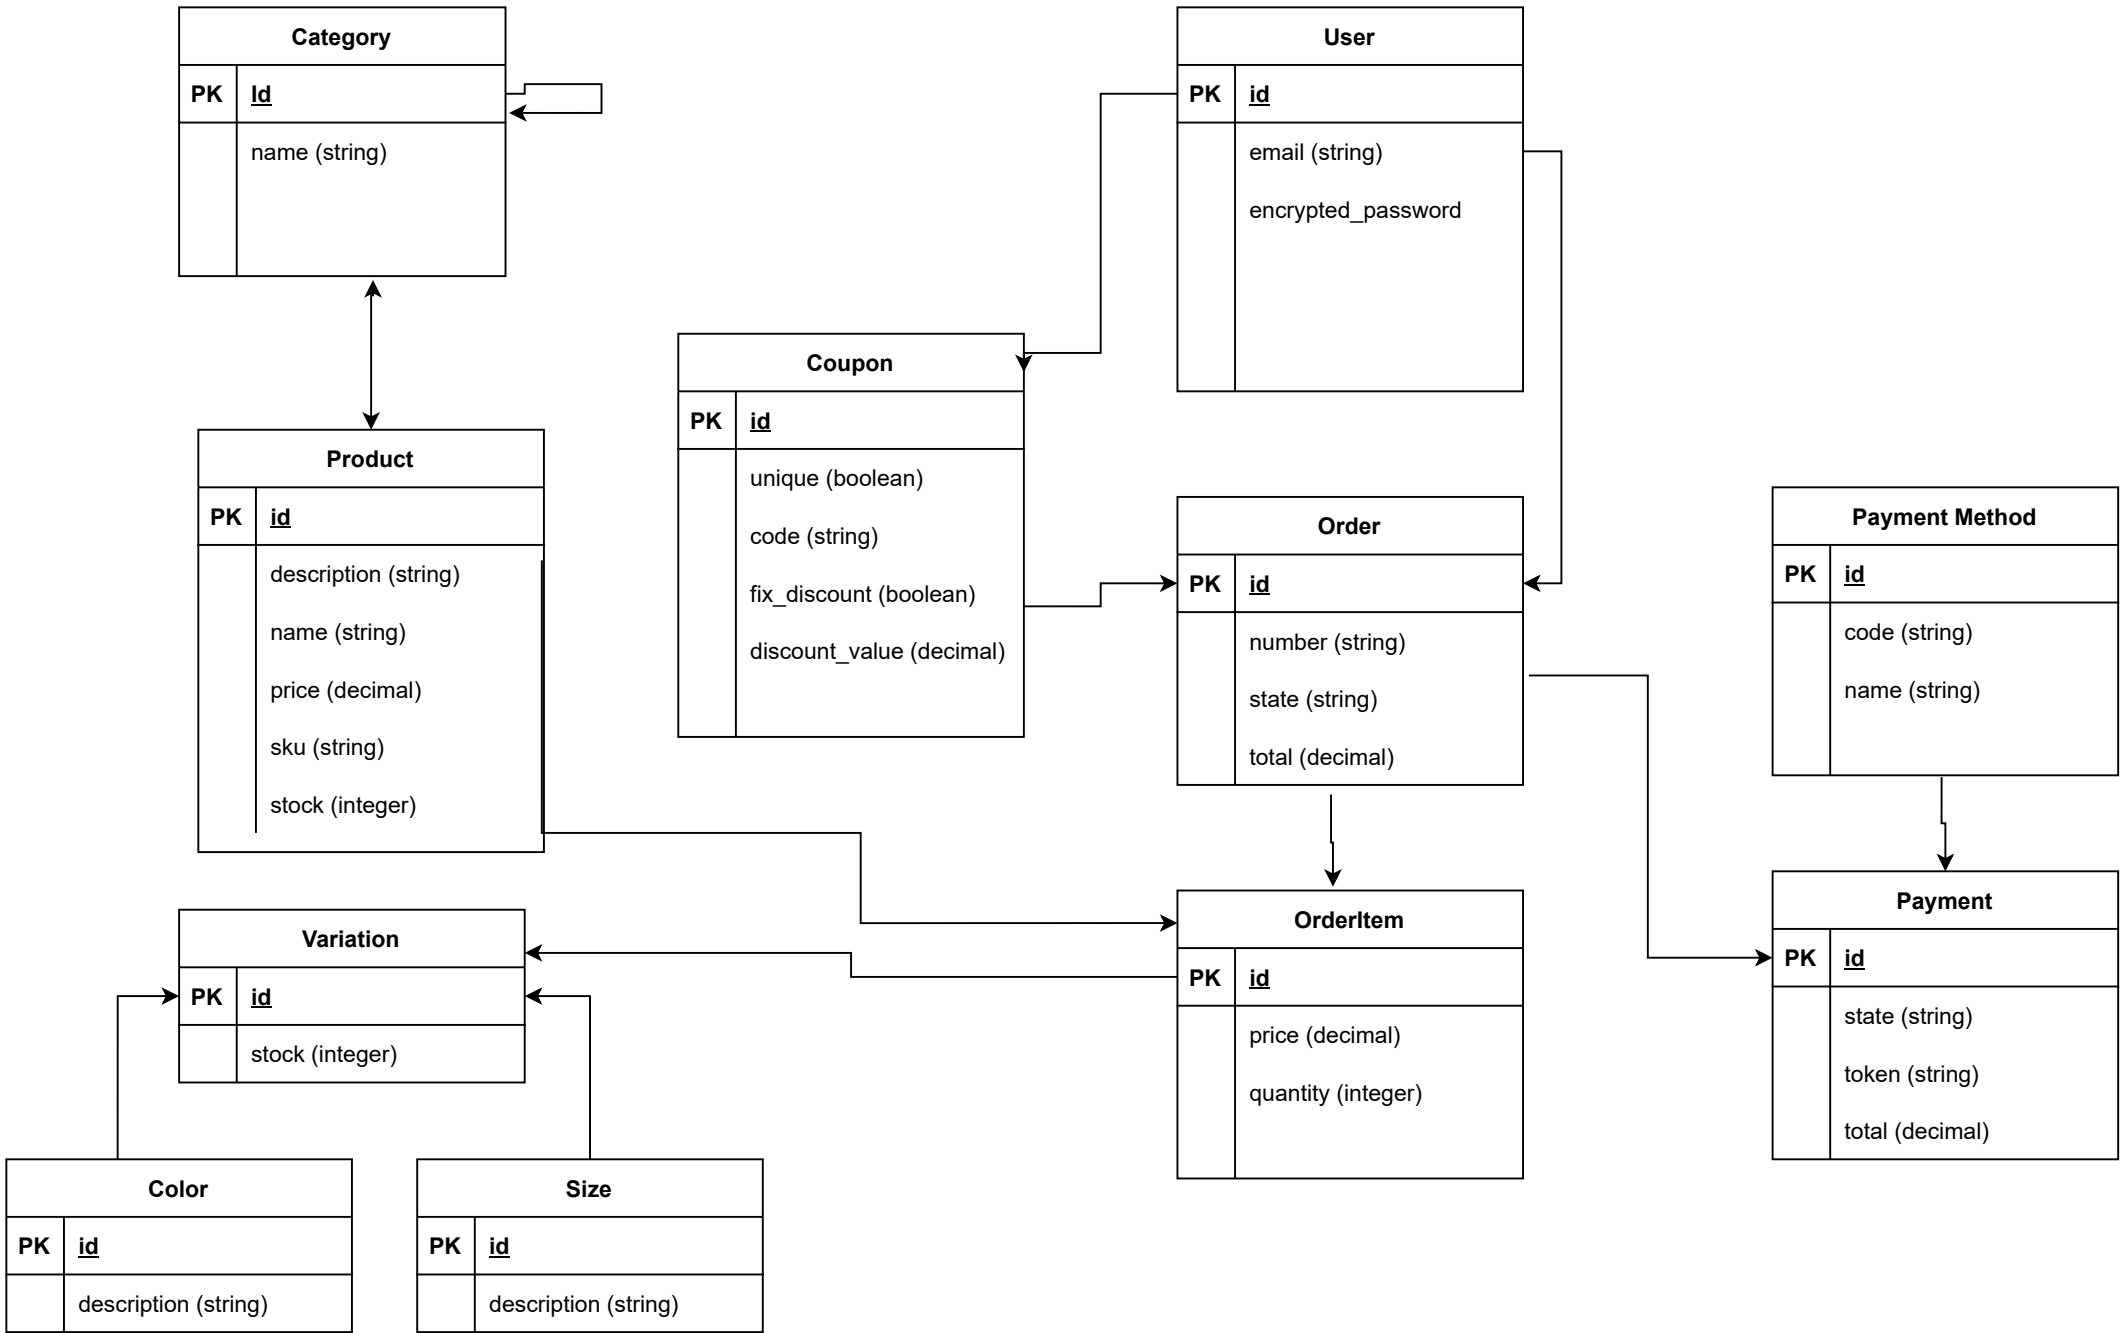 Category
PK Id
name (string)
User
PK id
email (string)
encrypted_password
Coupon
PK id
unique (boolean)
code (string)
fix_discount (boolean)
discount_value (decimal)
Product
PK id
description (string)
name (string)
price (decimal)
sku (string)
stock (integer)
Order
PK id
number (string)
state (string)
total (decimal)
Payment Method
PK id
code (string)
name (string)
Variation
PK id
stock (integer)
OrderItem
PK id
price (decimal)
quantity (integer)
Payment
PK id
state (string)
token (string)
total (decimal)
Color
PK id
description (string)
Size
PK id
description (string)